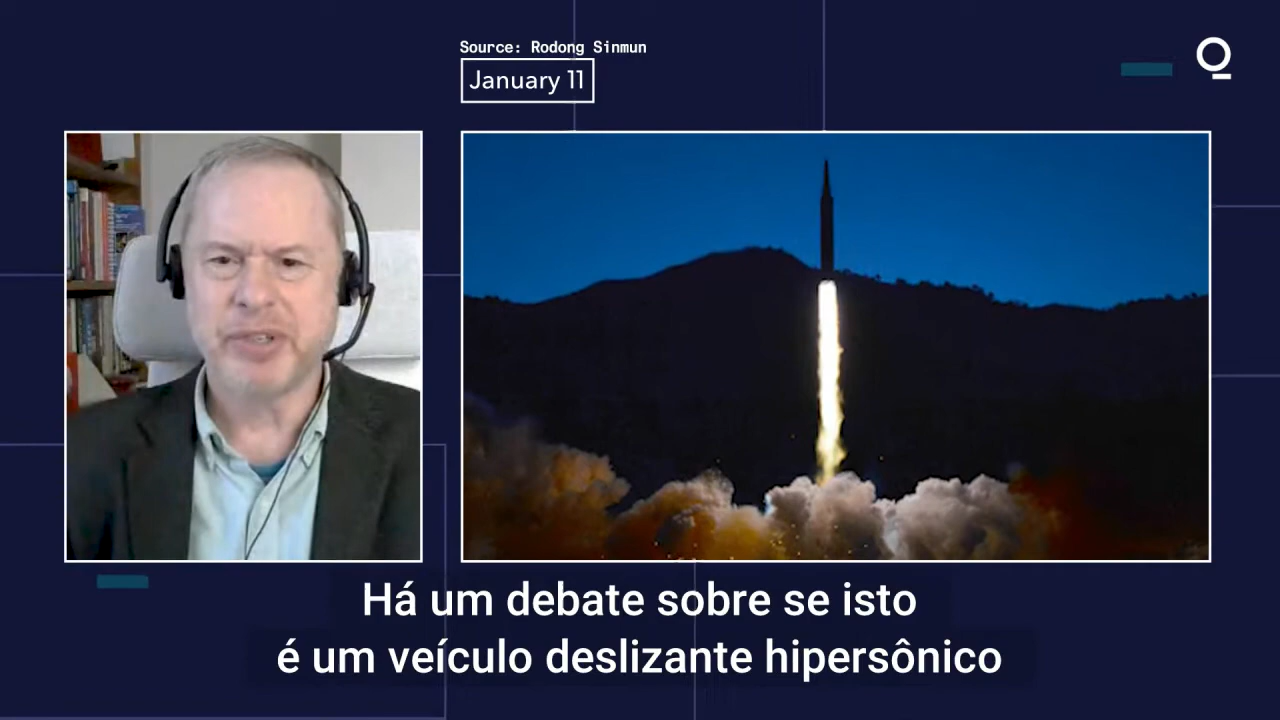 Source: Rodong Sinmun
January 11
Há um debate sobre se isto
é um veículo deslizante hipersônico